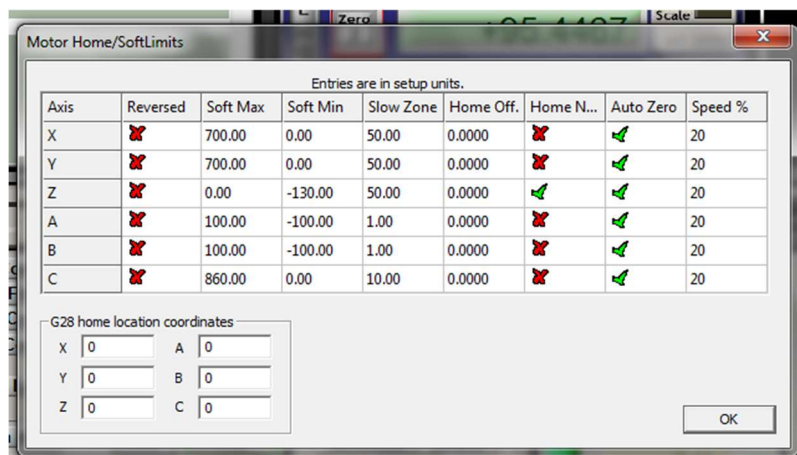 Zero
+95.4487
Scale
Motor Home/SoftLimits
Entries are in setup units.
Axis Reversed Soft Max Soft Min Slow Zone Home Off. Home N... Auto Zero Speed %
X 700.00 0.00 50.00 0.0000 20
Y 700.00 0.00 50.00 0.0000 20
Z 0.00 -130.00 50.00 0.0000 20
A 100.00 -100.00 1.00 0.0000 20
B 100.00 -100.00 1.00 0.0000 20
C 860.00 0.00 10.00 0.0000 20
G28 home location coordinates
X 0 A 0
Y 0 B 0
Z 0 C 0
OK